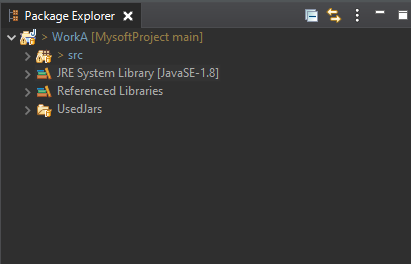 Package Explorer
> WorkA [MysoftProject main]
> src
JRE System Library [JavaSE-1.8]
Referenced Libraries
UsedJars